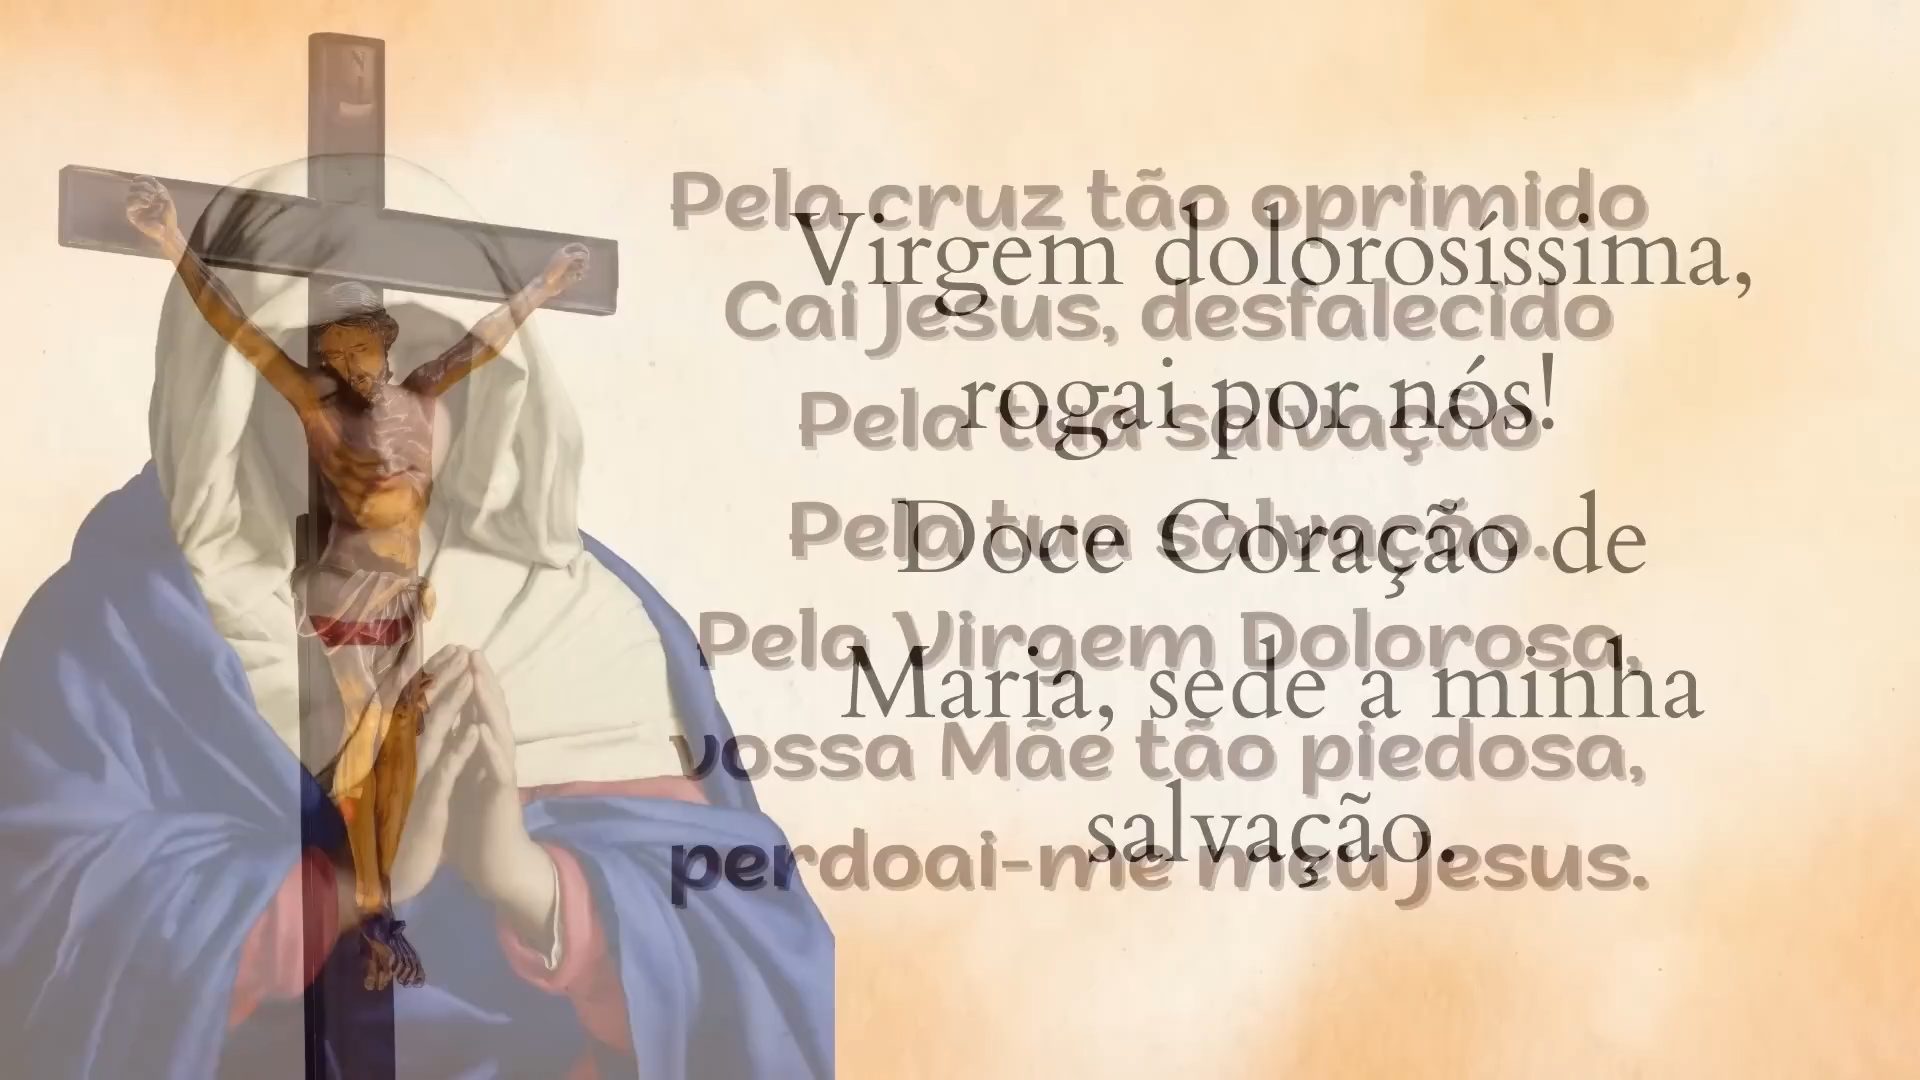 Pela cruz tão oprimido
Cai Jesus, desfalecido
Pela tua salvação
Pela tua salvação.
Pela Virgem Dolorosa,
vossa Mãe tão piedosa,
perdoai-me meu Jesus.
Virgem dolorosíssima,
rogai por nós!
Doce Coração de
Maria, sede a minha
salvação.